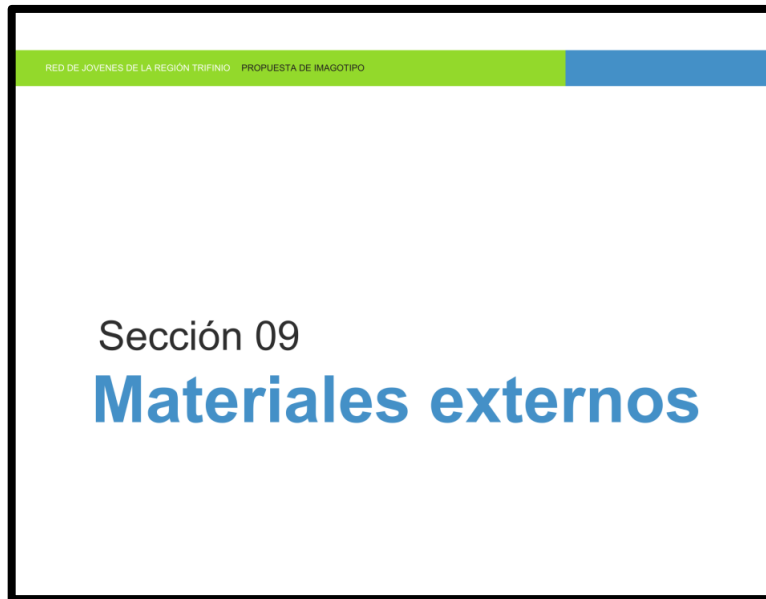 RED DE JOVENES DE LA REGIÓN TRIFINIO PROPUESTA DE IMAGOTIPO
Sección 09
Materiales externos